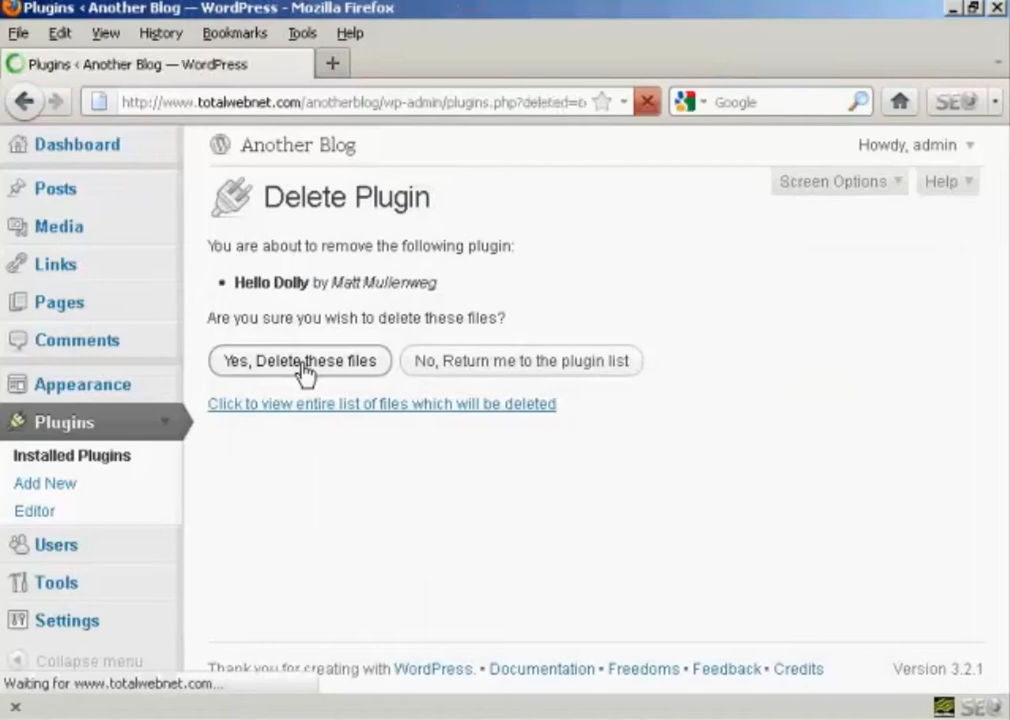 Plugins ‹ Another Blog — WordPress - Mozilla Firefox
File Edit View History Bookmarks Tools Help
Plugins ‹ Another Blog — WordPress
http://www.totalwebnet.com/anotherblog/wp-admin/plugins.php?deleted= Google SE
Dashboard
Another Blog
Howdy, admin
Delete Plugin
Screen Options Help
Posts
You are about to remove the following plugin:
Media
• Hello Dolly by Matt Mullenweg
Links
Are you sure you wish to delete these files?
Pages
Yes, Delete these files No, Return me to the plugin list
Comments
Click to view entire list of files which will be deleted
Appearance
Plugins
Installed Plugins
Add New
Editor
Users
Tools
Settings
Collapse menu
Thank you for creating with WordPress. • Documentation • Freedoms • Feedback • Credits
Version 3.2.1
Waiting for www.totalwebnet.com...
SE